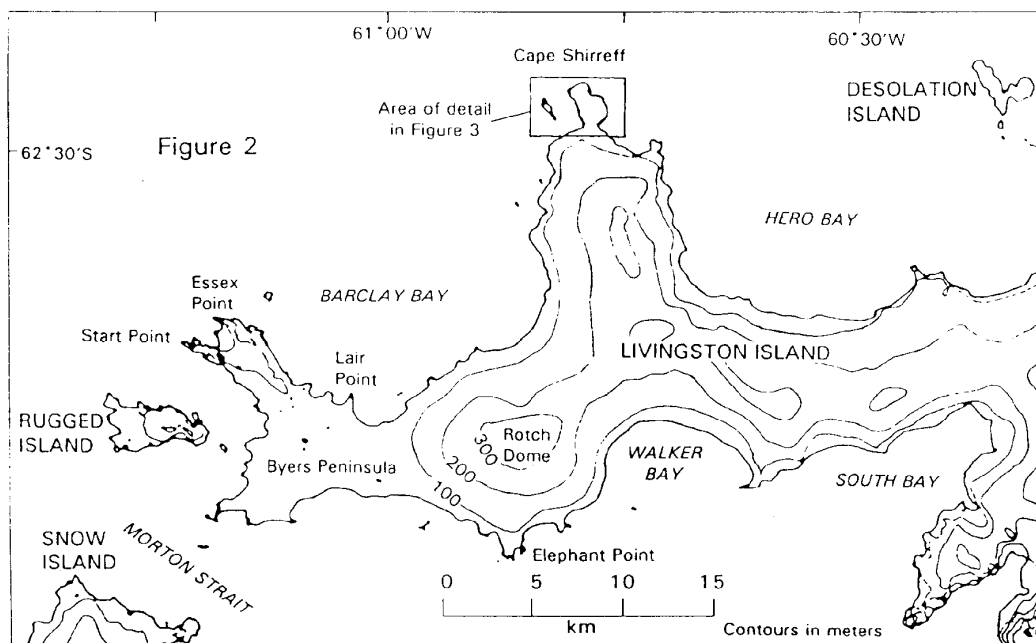 61°00'W
60°30'W
Cape Shirreff
DESOLATION
ISLAND
Area of detail
in Figure 3
Figure 2
62°30'S
HERO BAY
Essex
Point
BARCLAY BAY
Start Point
Lair
Point
LIVINGSTON ISLAND
RUGGED
ISLAND
Rotch
Dome
300
200
100
Byers Peninsula
WALKER
BAY
SOUTH BAY
SNOW
ISLAND
MORTON STRAIT
Elephant Point
0 5 10 15
km
Contours in meters